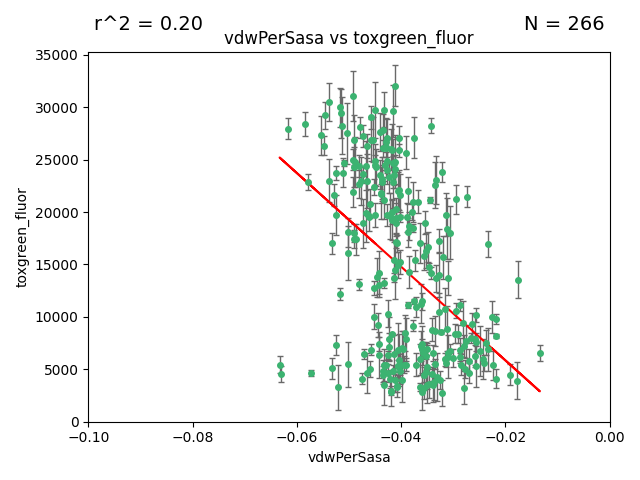 r^2 = 0.20
N = 266
vdwPerSasa vs toxgreen_fluor
35000
30000
25000
20000
15000
10000
5000
0
toxgreen_fluor
−0.10
−0.08
−0.06
−0.04
−0.02
0.00
vdwPerSasa